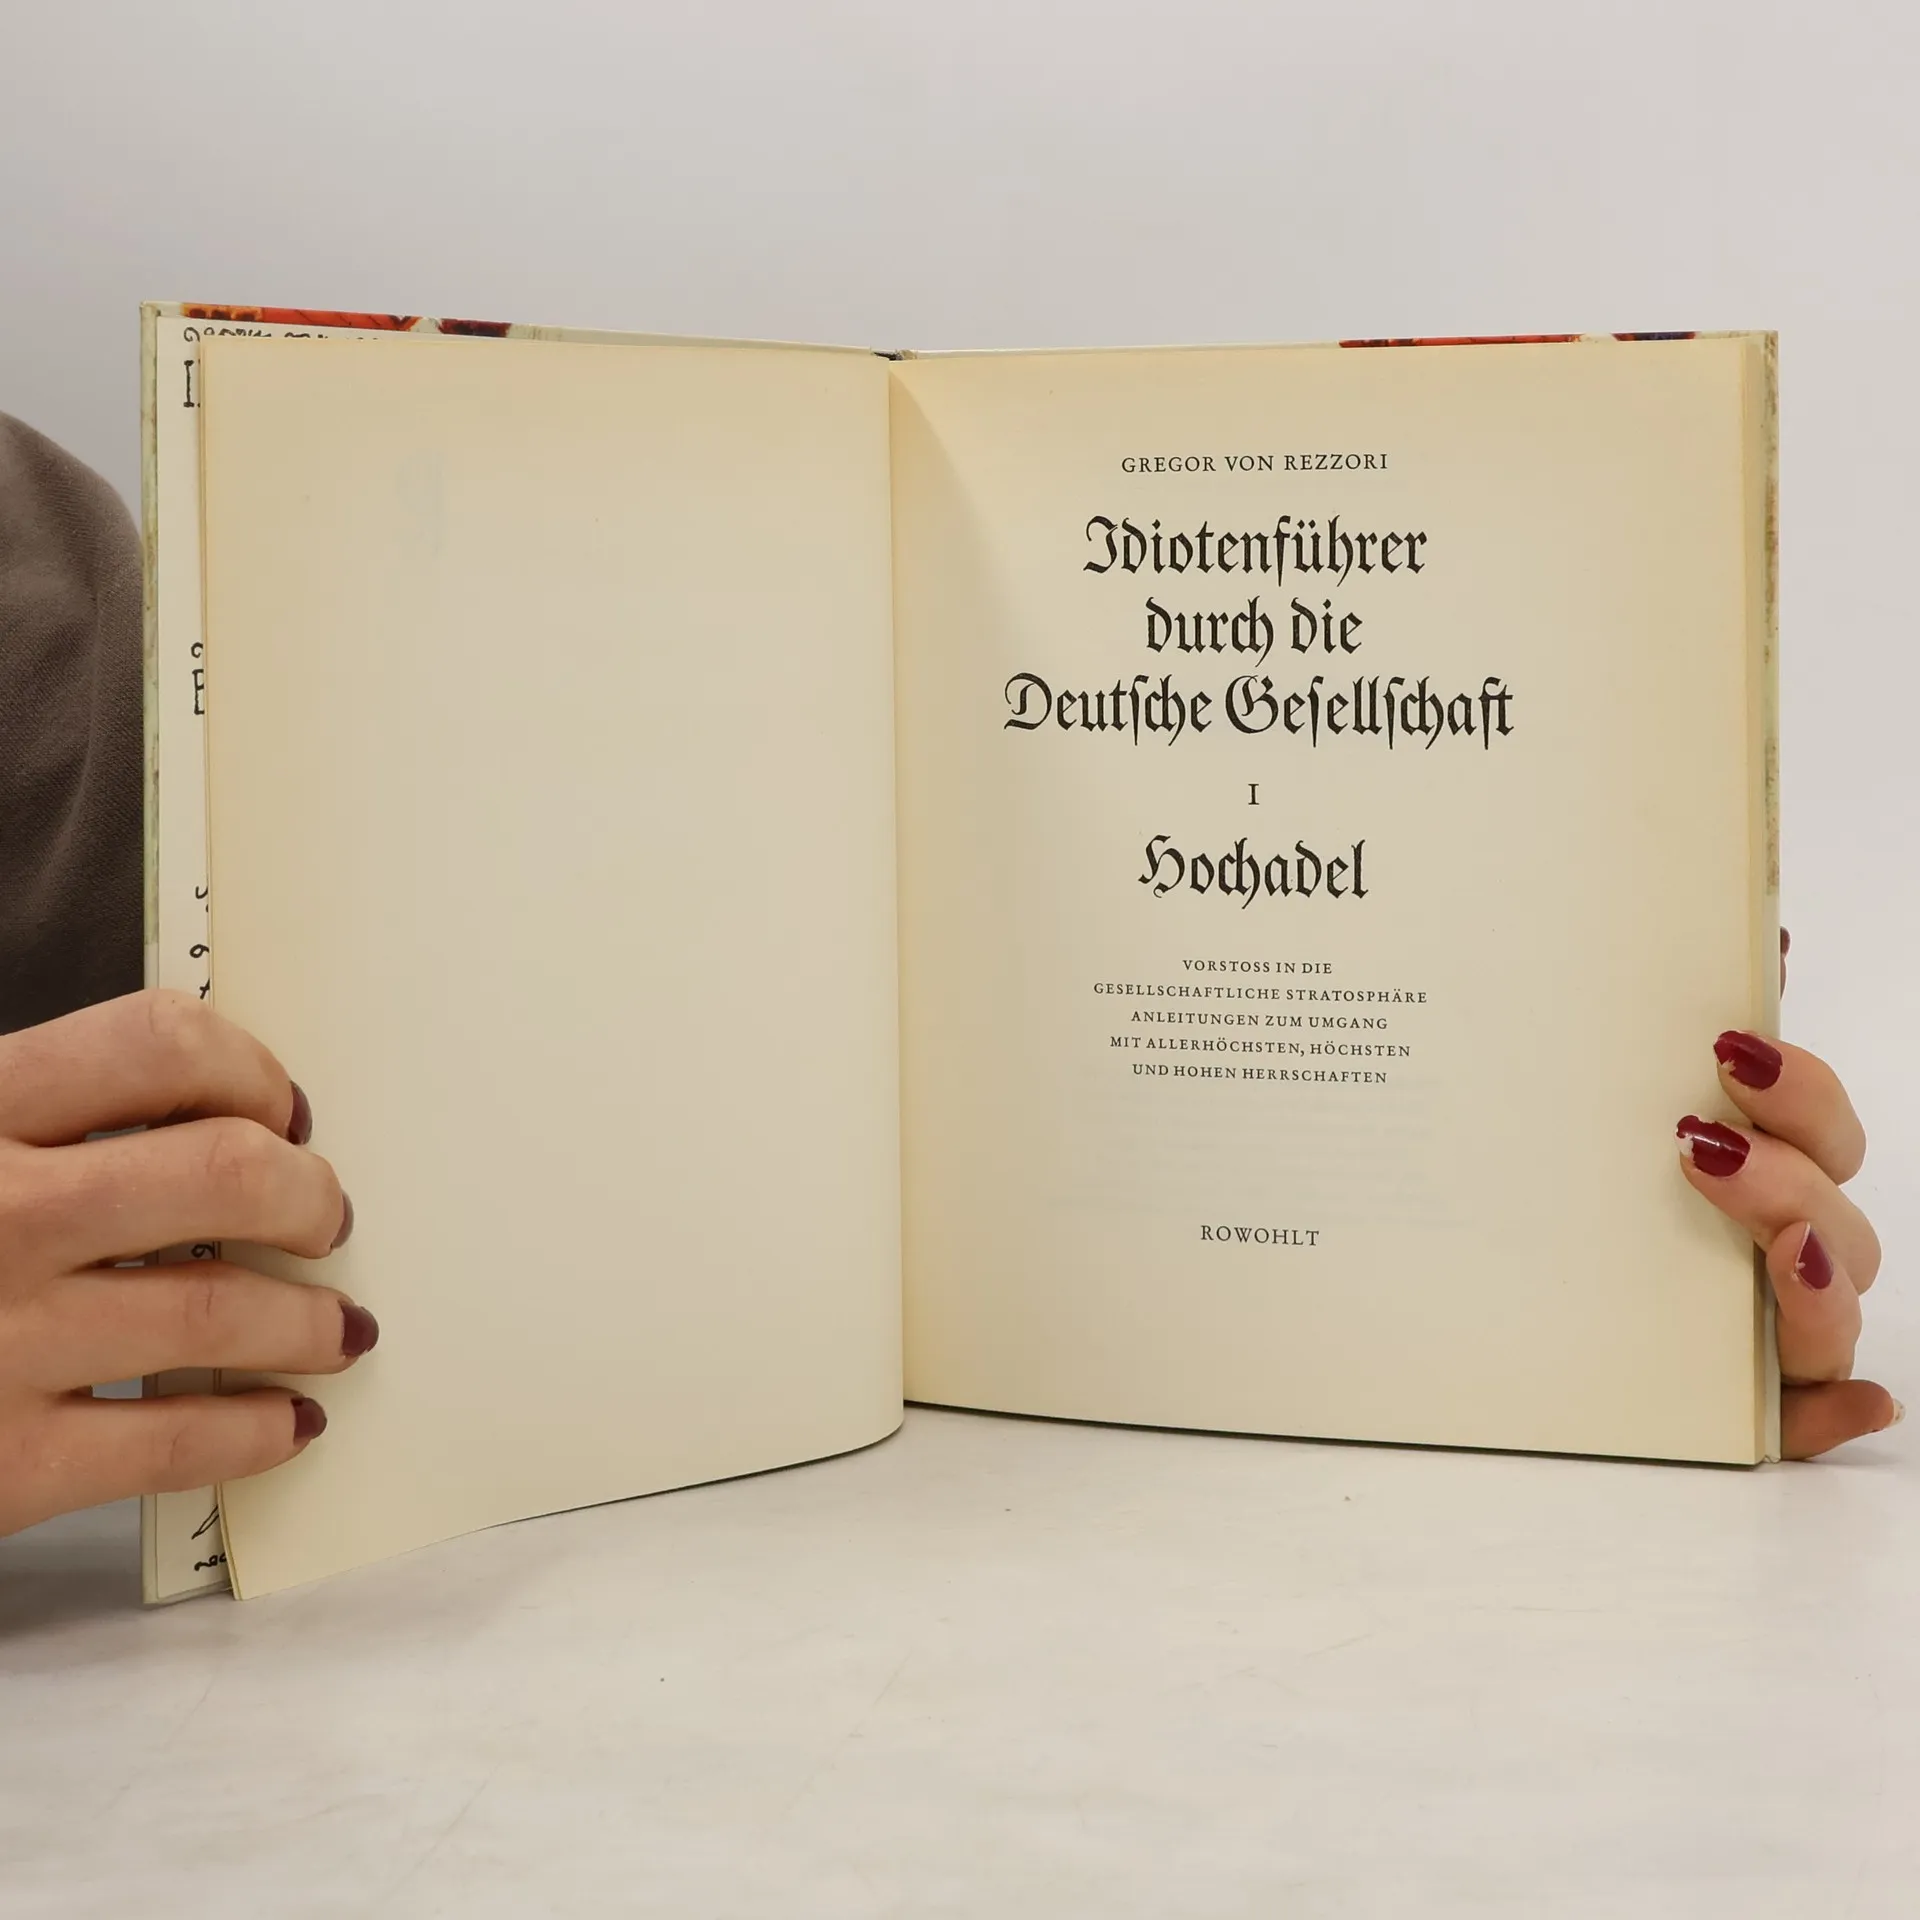 GREGOR VON REZZORI
Idiotenführer
durch die
Deutſche Geſellſchaft
I
Hochadel
VORSTOSS IN DIE
GESELLSCHAFTLICHE STRATOSPHÄRE
ANLEITUNGEN ZUM UMGANG
MIT ALLERHÖCHSTEN, HÖCHSTEN
UND HOHEN HERRSCHAFTEN
ROWOHLT